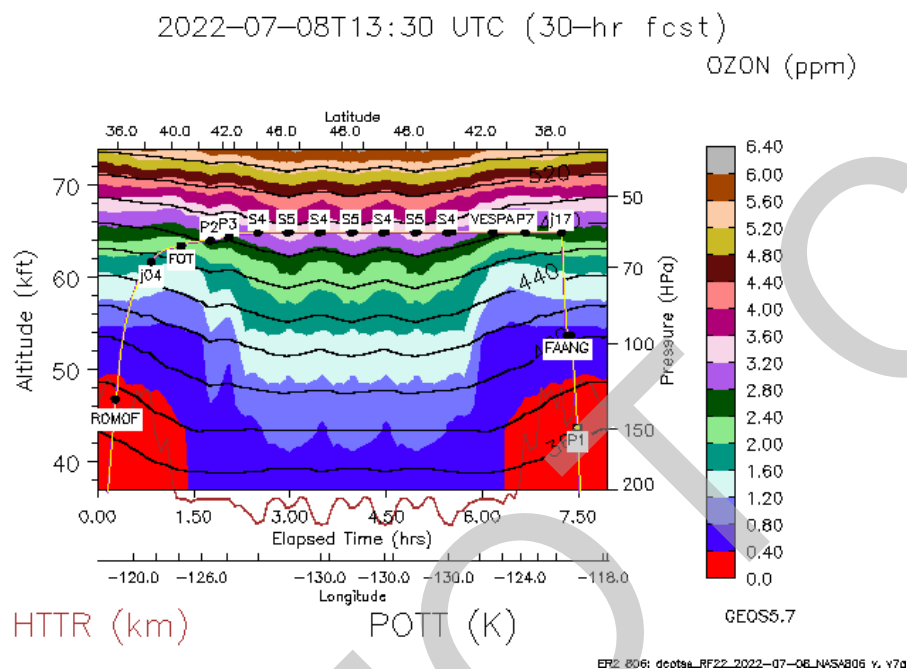 2022-07-08T13:30 UTC (30-hr fcst)
OZON (ppm)
Latitude
36.0 40.0 42.0 46.0 46.0 46.0 42.0 38.0
70
60
50
40
Altitude (kft)
50
70
100
150
200
Pressure (HPa)
520
440
ROMOF
j04
FOT
P2
P3
S4
S5
S4
S5
S4
S5
S4
VESPA
P7
j17
FAANG
P1
0.00 1.50 3.00 4.50 6.00 7.50
Elapsed Time (hrs)
-120.0 -126.0 -130.0 -130.0 -130.0 -124.0 -118.0
Longitude
HTTR (km)
POTT (K)
6.40
6.00
5.60
5.20
4.80
4.40
4.00
3.60
3.20
2.80
2.40
2.00
1.60
1.20
0.80
0.40
0.0
GEOS5.7